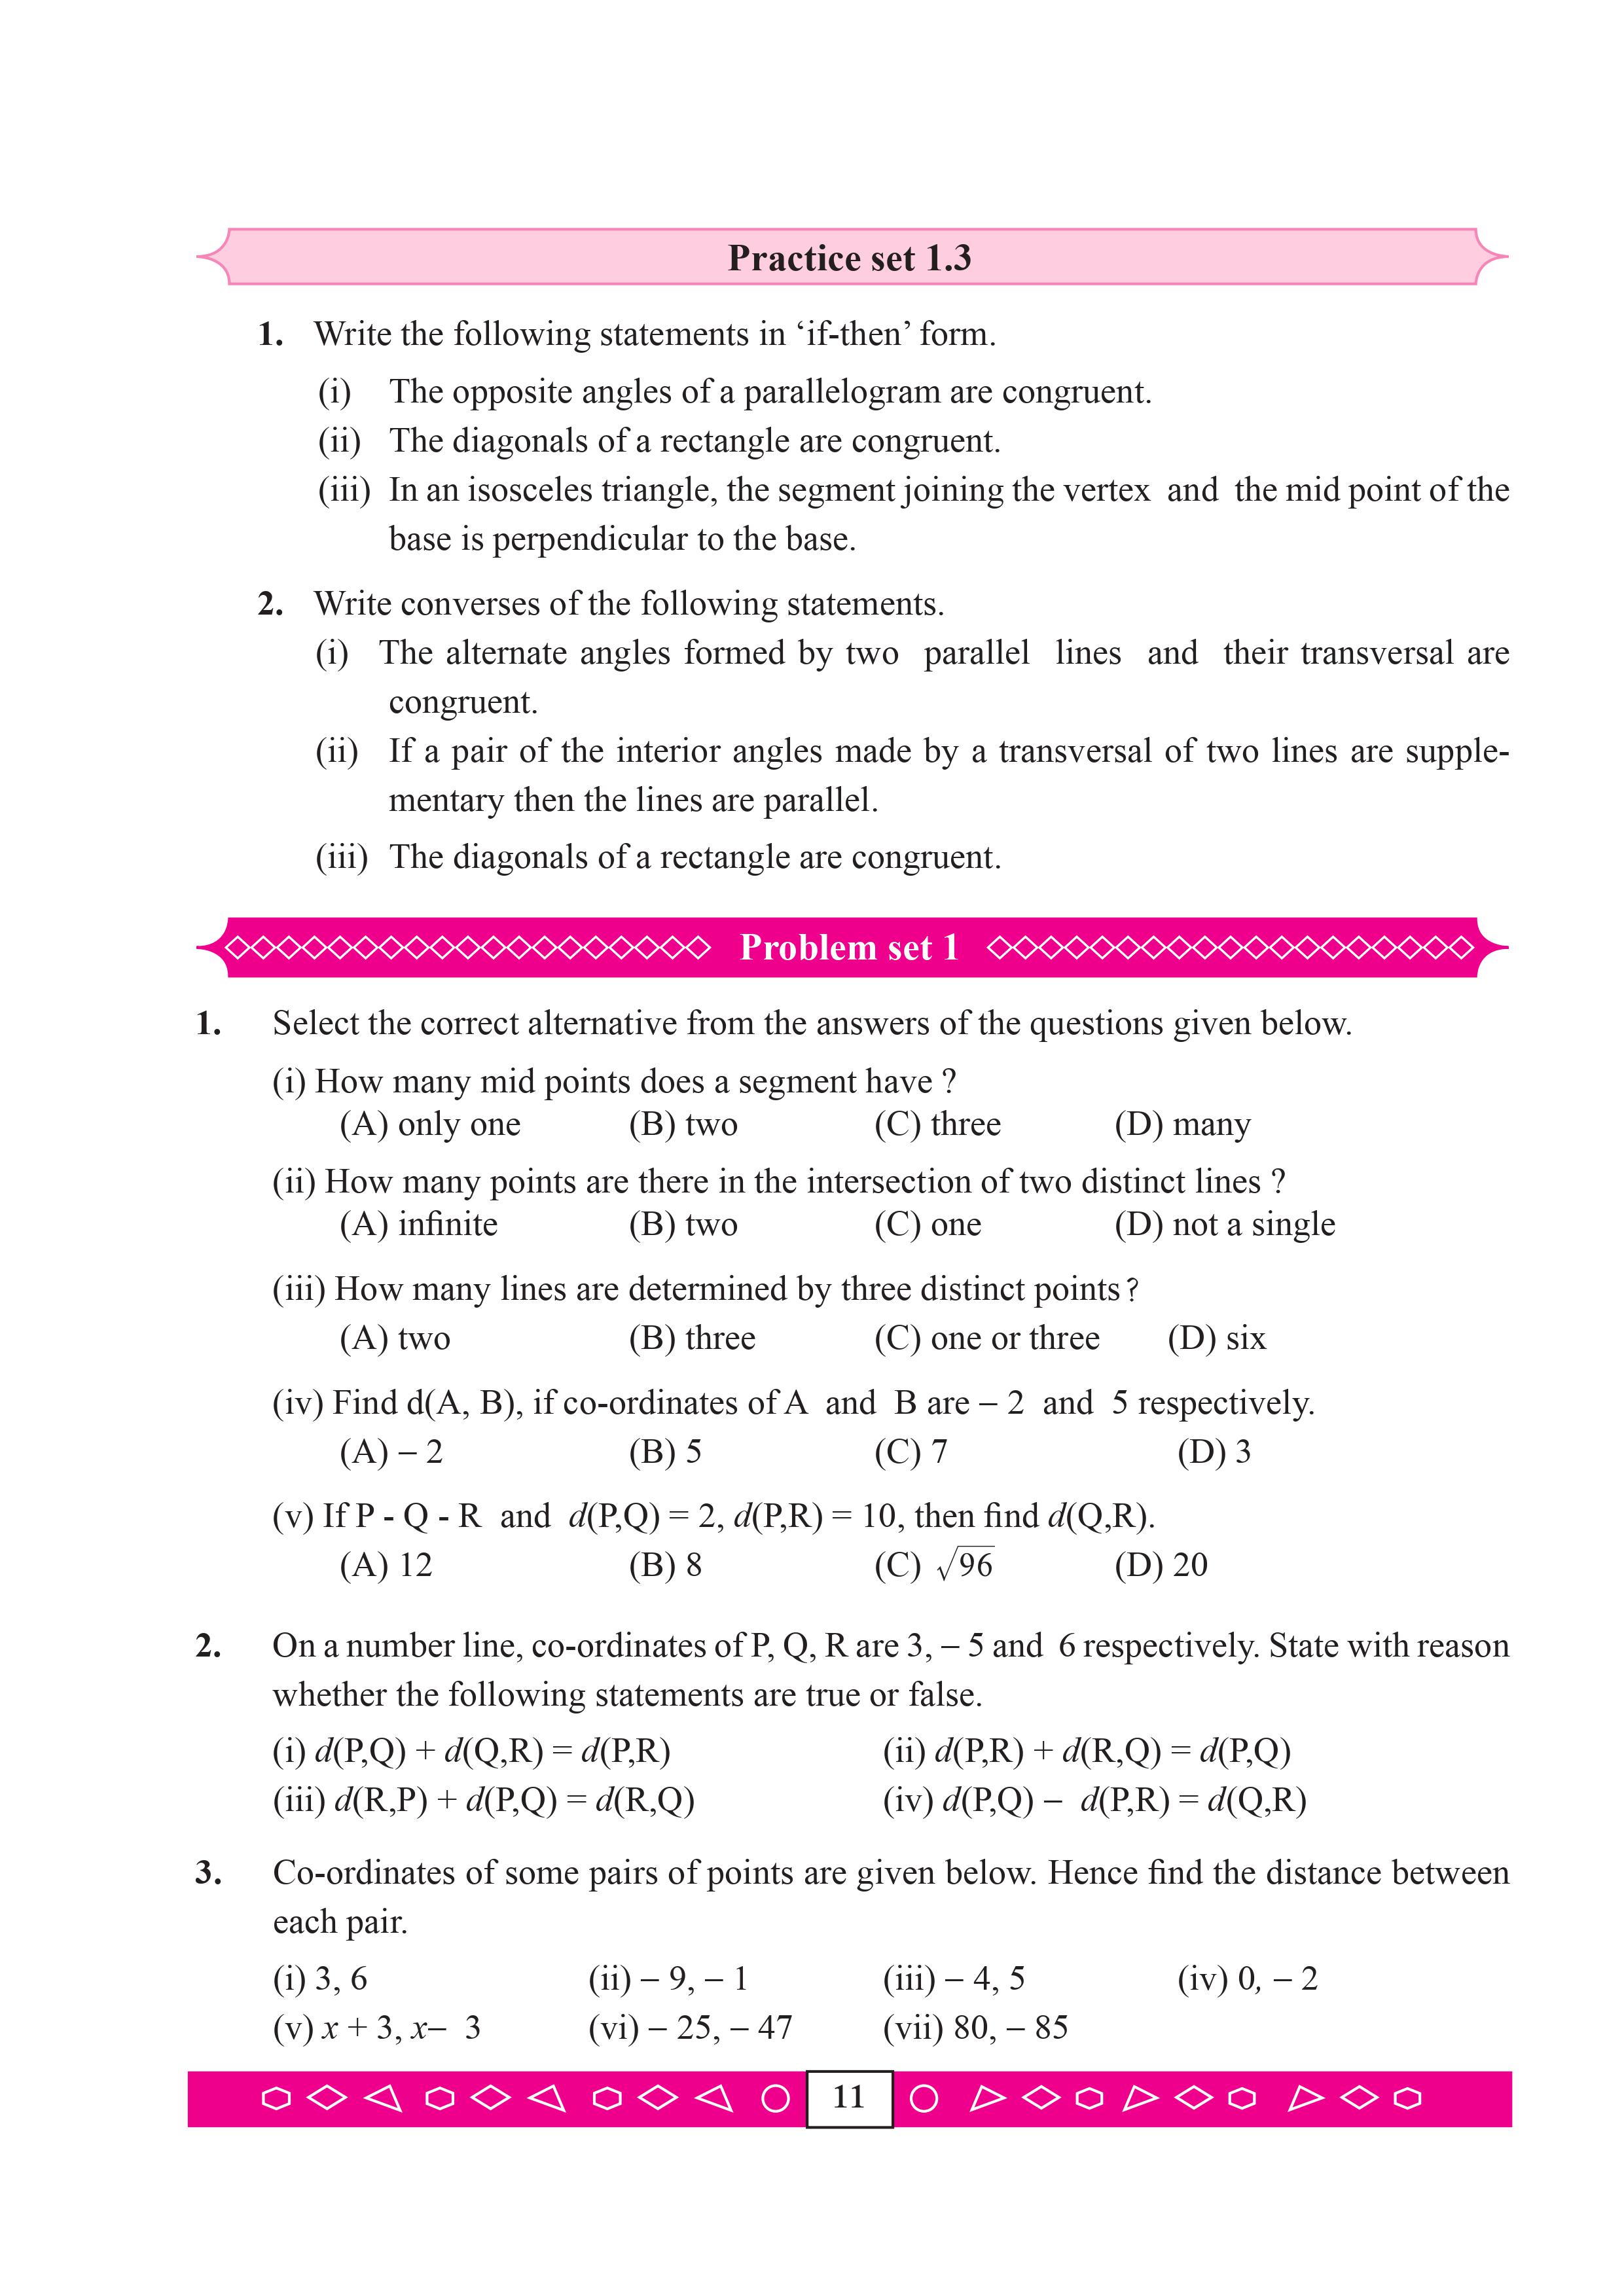 Practice set 1.3
1. Write the following statements in ‘if-then’ form.
(i) The opposite angles of a parallelogram are congruent.
(ii) The diagonals of a rectangle are congruent.
(iii) In an isosceles triangle, the segment joining the vertex and the mid point of the
base is perpendicular to the base.
2. Write converses of the following statements.
(i) The alternate angles formed by two parallel lines and their transversal are
congruent.
(ii) If a pair of the interior angles made by a transversal of two lines are supple-
mentary then the lines are parallel.
(iii) The diagonals of a rectangle are congruent.
Problem set 1
1. Select the correct alternative from the answers of the questions given below.
(i) How many mid points does a segment have ?
(A) only one (B) two (C) three (D) many
(ii) How many points are there in the intersection of two distinct lines ?
(A) infinite (B) two (C) one (D) not a single
(iii) How many lines are determined by three distinct points?
(A) two (B) three (C) one or three (D) six
(iv) Find d(A, B), if co-ordinates of A and B are – 2 and 5 respectively.
(A) – 2 (B) 5 (C) 7 (D) 3
(v) If P - Q - R and d(P,Q) = 2, d(P,R) = 10, then find d(Q,R).
(A) 12 (B) 8 (C) √96 (D) 20
2. On a number line, co-ordinates of P, Q, R are 3, – 5 and 6 respectively. State with reason
whether the following statements are true or false.
(i) d(P,Q) + d(Q,R) = d(P,R) (ii) d(P,R) + d(R,Q) = d(P,Q)
(iii) d(R,P) + d(P,Q) = d(R,Q) (iv) d(P,Q) – d(P,R) = d(Q,R)
3. Co-ordinates of some pairs of points are given below. Hence find the distance between
each pair.
(i) 3, 6 (ii) – 9, – 1 (iii) – 4, 5 (iv) 0, – 2
(v) x + 3, x– 3 (vi) – 25, – 47 (vii) 80, – 85
11